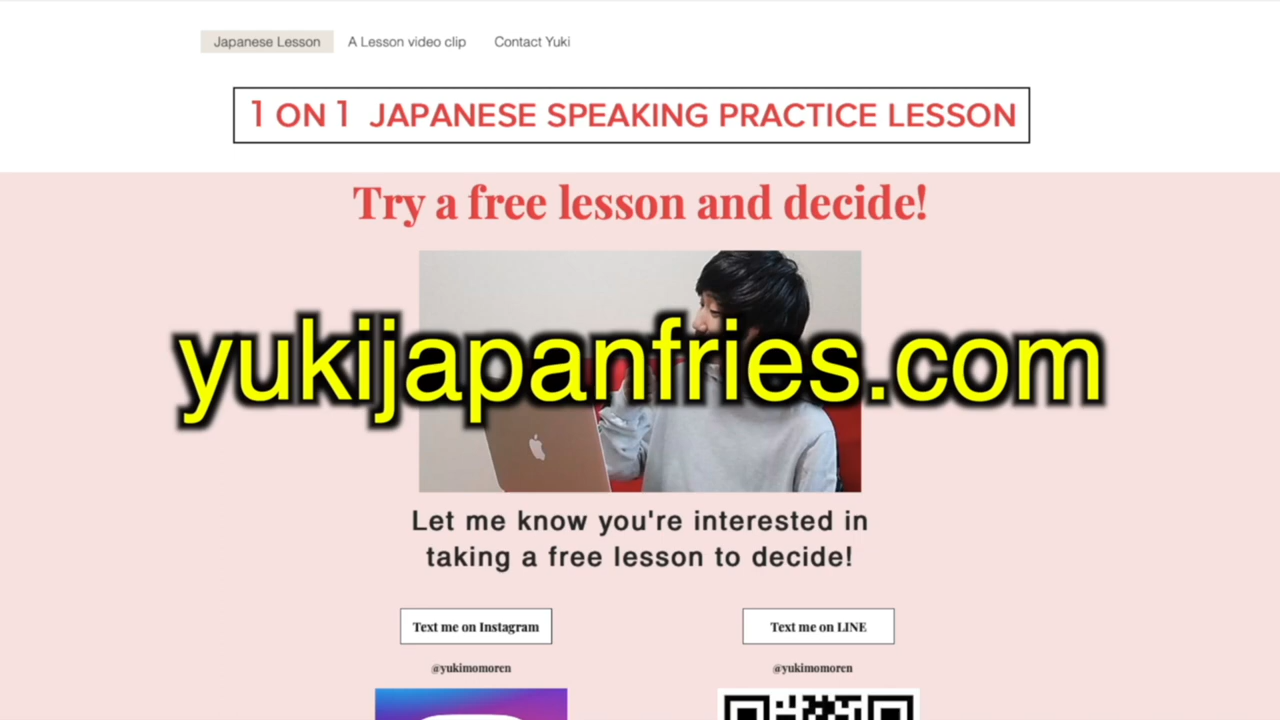 Japanese Lesson A Lesson video clip Contact Yuki
1 ON 1 JAPANESE SPEAKING PRACTICE LESSON
Try a free lesson and decide!
yukijapanfries.com
Let me know you're interested in
taking a free lesson to decide!
Text me on Instagram Text me on LINE
@yukimomoren @yukimomoren